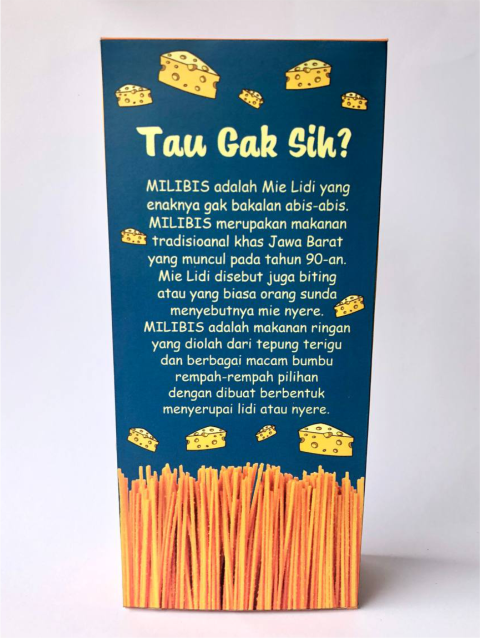 Tau Gak Sih?
MILIBIS adalah Mie Lidi yang
enaknya gak bakalan abis-abis.
MILIBIS merupakan makanan
tradisioanal khas Jawa Barat
yang muncul pada tahun 90-an.
Mie Lidi disebut juga biting
atau yang biasa orang sunda
menyebutnya mie nyere.
MILIBIS adalah makanan ringan
yang diolah dari tepung terigu
dan berbagai macam bumbu
rempah-rempah pilihan
dengan dibuat berbentuk
menyerupai lidi atau nyere.